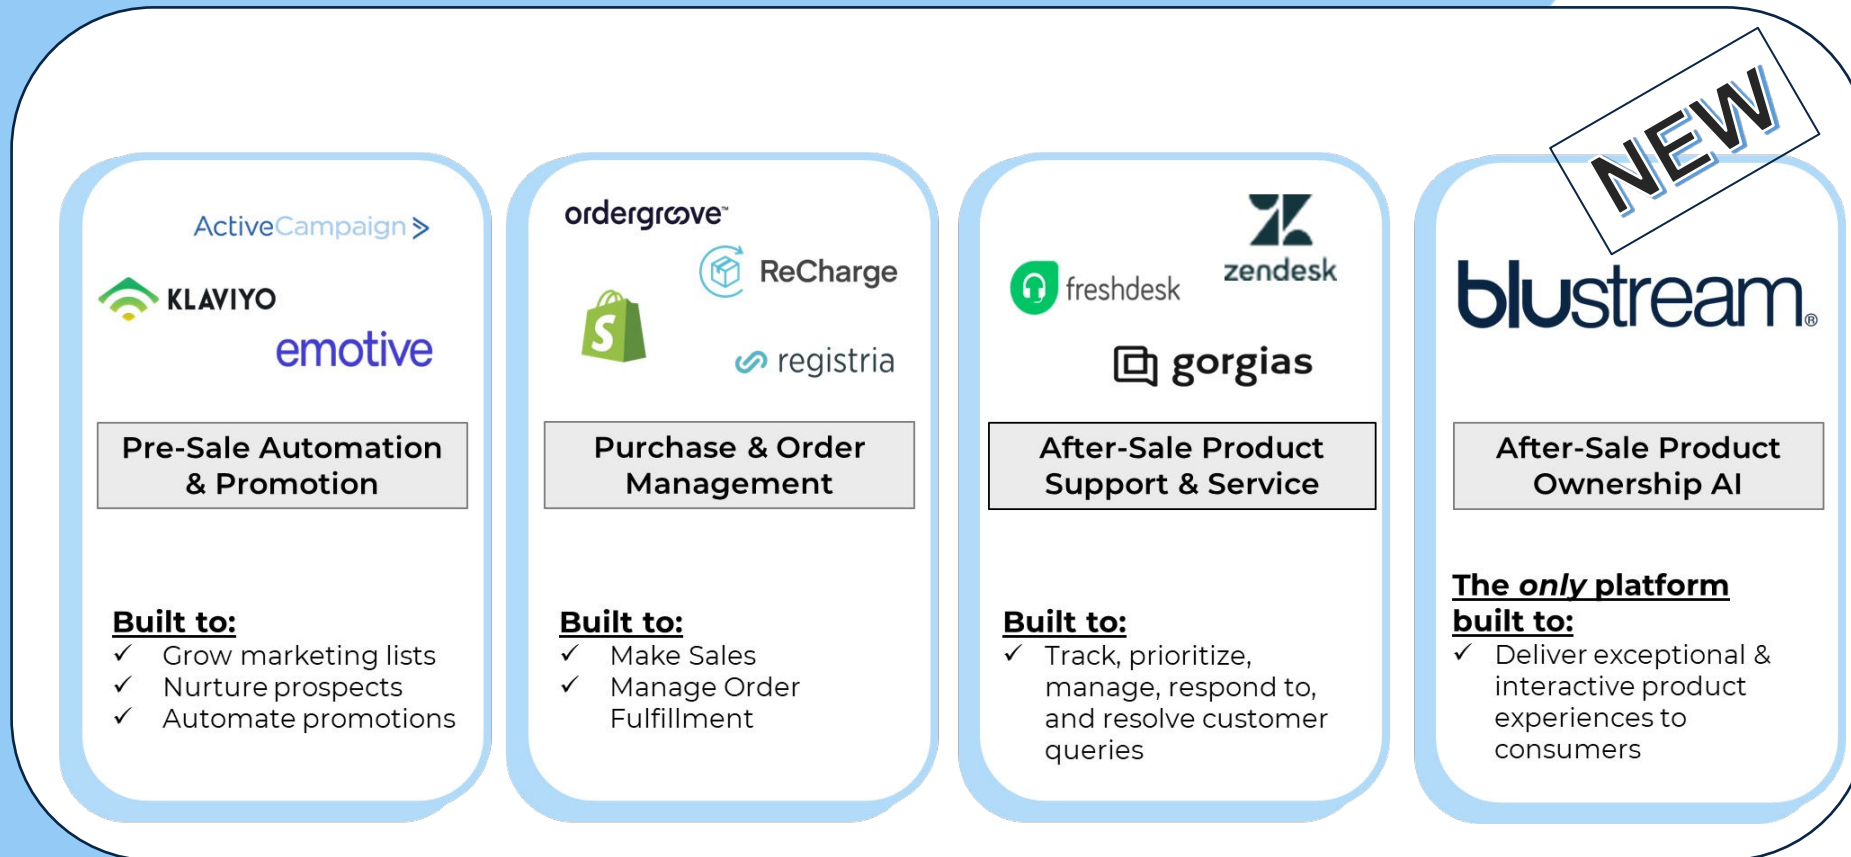 NEW
ActiveCampaign
KLAVIYO
emotive
Pre-Sale Automation
& Promotion
Built to:
✓ Grow marketing lists
✓ Nurture prospects
✓ Automate promotions
ordergroove™
ReCharge
S
registria
Purchase & Order
Management
Built to:
✓ Make Sales
✓ Manage Order
Fulfillment
zendesk
freshdesk
gorgias
After-Sale Product
Support & Service
Built to:
✓ Track, prioritize,
manage, respond to,
and resolve customer
queries
blustream®
After-Sale Product
Ownership AI
The only platform
built to:
✓ Deliver exceptional &
interactive product
experiences to
consumers